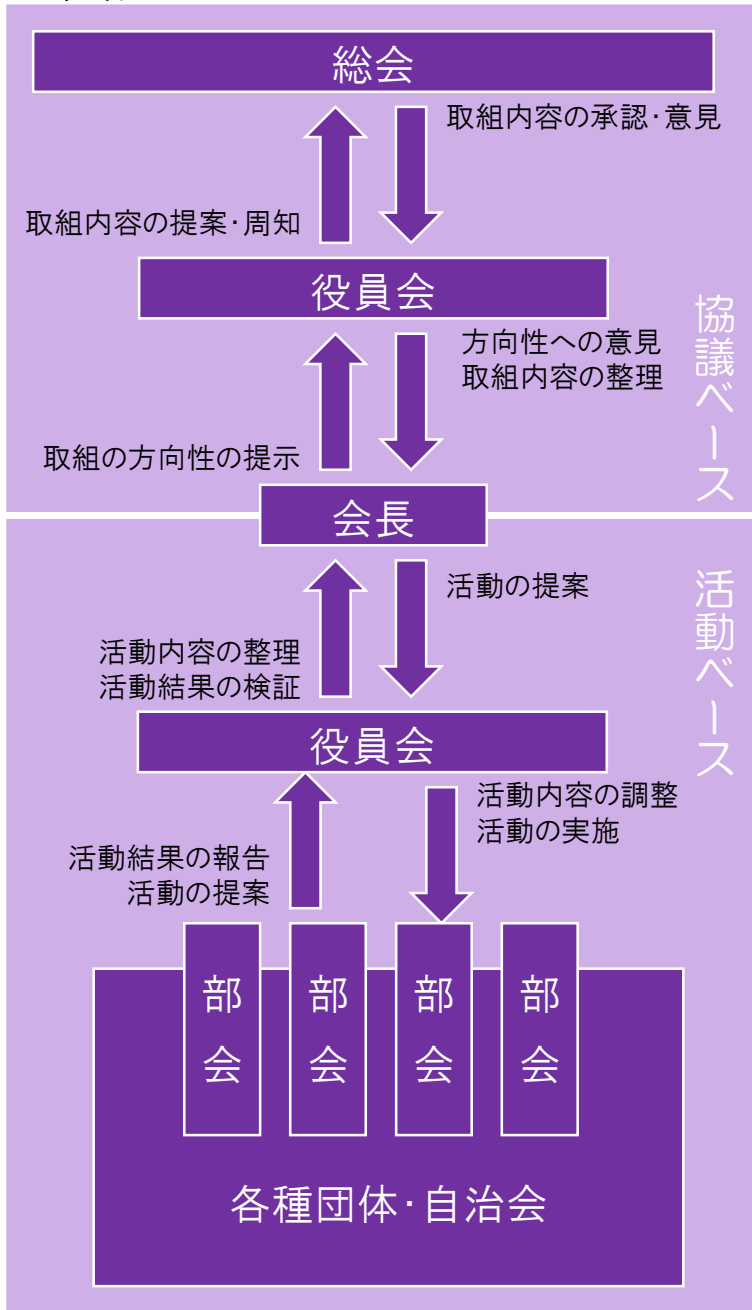 総会
取組内容の承認・意見
取組内容の提案・周知
役員会
方向性への意見
取組内容の整理
取組の方向性の提示
協議ベース
会長
活動の提案
活動内容の整理
活動結果の検証
活動ベース
役員会
活動内容の調整
活動の実施
活動結果の報告
活動の提案
部会
部会
部会
部会
各種団体・自治会